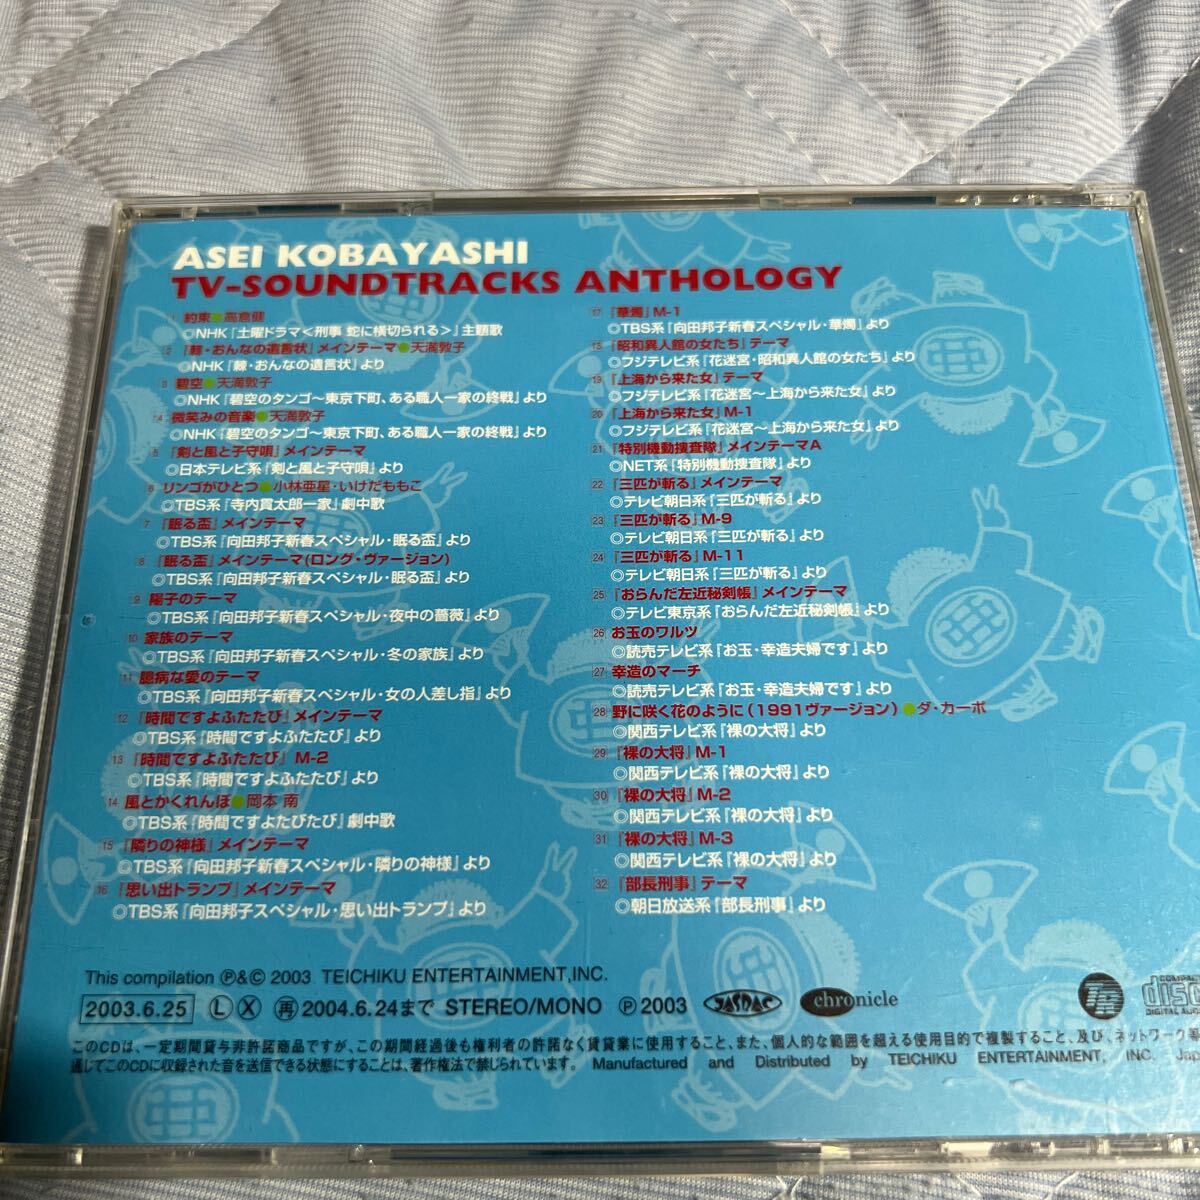 ASEI KOBAYASHI
TV-SOUNDTRACKS ANTHOLOGY
1 約束●高倉健
◎NHK『土曜ドラマ＜刑事 蛇に横切られる＞』主題歌
2 『棘・おんなの遺言状』メインテーマ●天満敦子
◎NHK『棘・おんなの遺言状』より
3 碧空●天満敦子
◎NHK『碧空のタンゴ～東京下町、ある職人一家の終戦』より
4 微笑みの音楽●天満敦子
◎NHK『碧空のタンゴ～東京下町、ある職人一家の終戦』より
5 『剣と風と子守唄』メインテーマ
◎日本テレビ系『剣と風と子守唄』より
6 リンゴがひとつ●小林亜星・いけだももこ
◎TBS系『寺内貫太郎一家』劇中歌
7 『眠る盃』メインテーマ
◎TBS系『向田邦子新春スペシャル・眠る盃』より
8 『眠る盃』メインテーマ(ロング・ヴァージョン)
◎TBS系『向田邦子新春スペシャル・眠る盃』より
9 陽子のテーマ
◎TBS系『向田邦子新春スペシャル・夜中の薔薇』より
10 家族のテーマ
◎TBS系『向田邦子新春スペシャル・冬の家族』より
11 臆病な愛のテーマ
◎TBS系『向田邦子新春スペシャル・女の人差し指』より
12 『時間ですよふたたび』メインテーマ
◎TBS系『時間ですよふたたび』より
13 『時間ですよふたたび』M-2
◎TBS系『時間ですよふたたび』より
14 風とかくれんぼ●岡本 南
◎TBS系『時間ですよたびたび』劇中歌
15 『隣りの神様』メインテーマ
◎TBS系『向田邦子新春スペシャル・隣りの神様』より
16 『思い出トランプ』メインテーマ
◎TBS系『向田邦子スペシャル・思い出トランプ』より
17 『華燭』M-1
◎TBS系『向田邦子新春スペシャル・華燭』より
18 『昭和異人館の女たち』テーマ
◎フジテレビ系『花迷宮・昭和異人館の女たち』より
19 『上海から来た女』テーマ
◎フジテレビ系『花迷宮～上海から来た女』より
20 『上海から来た女』M-1
◎フジテレビ系『花迷宮～上海から来た女』より
21 『特別機動捜査隊』メインテーマA
◎NET系『特別機動捜査隊』より
22 『三匹が斬る』メインテーマ
◎テレビ朝日系『三匹が斬る』より
23 『三匹が斬る』M-9
◎テレビ朝日系『三匹が斬る』より
24 『三匹が斬る』M-11
◎テレビ朝日系『三匹が斬る』より
25 『おらんだ左近秘剣帳』メインテーマ
◎テレビ東京系『おらんだ左近秘剣帳』より
26 お玉のワルツ
◎読売テレビ系『お玉・幸造夫婦です』より
27 幸造のマーチ
◎読売テレビ系『お玉・幸造夫婦です』より
28 野に咲く花のように（1991ヴァージョン）●ダ・カーポ
◎関西テレビ系『裸の大将』より
29 『裸の大将』M-1
◎関西テレビ系『裸の大将』より
30 『裸の大将』M-2
◎関西テレビ系『裸の大将』より
31 『裸の大将』M-3
◎関西テレビ系『裸の大将』より
32 『部長刑事』テーマ
◎朝日放送系『部長刑事』より
This compilation Ⓟ&© 2003 TEICHIKU ENTERTAINMENT,INC.
2003.6.25 Ⓛ Ⓧ ㊢ 2004.6.24まで STEREO/MONO Ⓟ2003 JASRAC chronicle
COMPACT disc DIGITAL AUDIO
このCDは、一定期間貸与非許諾商品ですが、この期間経過後も権利者の許諾なく賃貸業に使用すること、また、個人的な範囲を超える使用目的で複製すること、及び、ネットワーク等
通じてこのCDに収録された音を送信できる状態にすることは、著作権法で禁じられています。 Manufactured and Distributed by TEICHIKU ENTERTAINMENT, INC. Jap